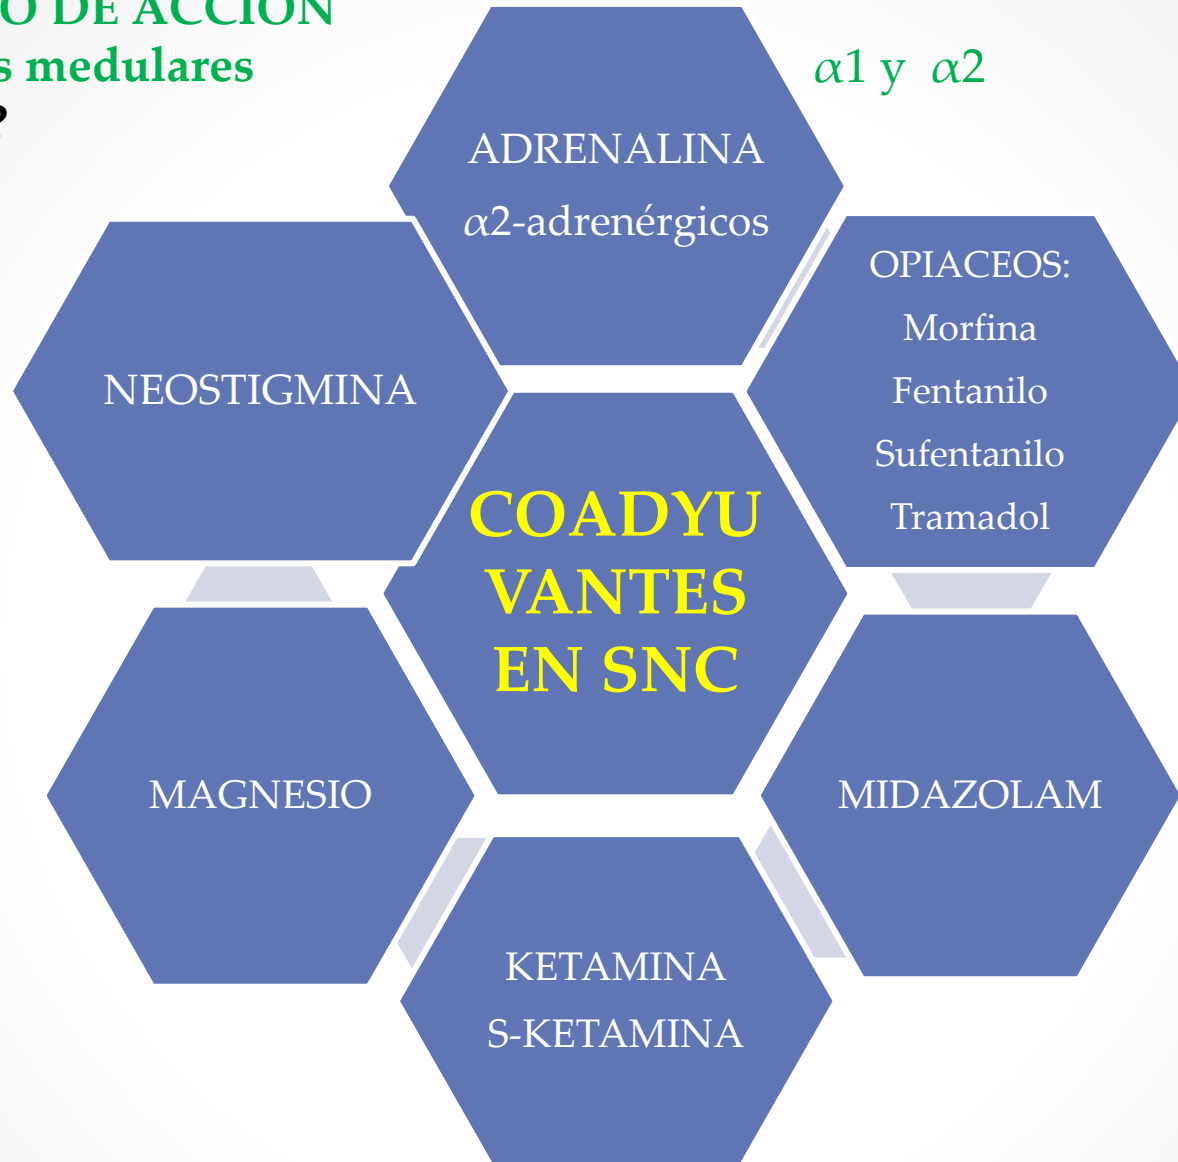 O DE ACCIÓN
s medulares
?
α1 y α2
ADRENALINA
α2-adrenérgicos
OPIACEOS:
Morfina
Fentanilo
Sufentanilo
Tramadol
NEOSTIGMINA
COADYU
VANTES
EN SNC
MAGNESIO
MIDAZOLAM
KETAMINA
S-KETAMINA